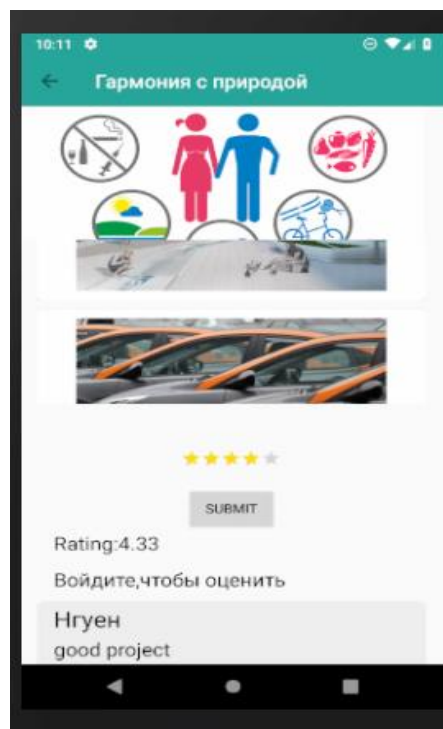 10:11
Гармония с природой
SUBMIT
Rating:4.33
Войдите,чтобы оценить
Нгуен
good project